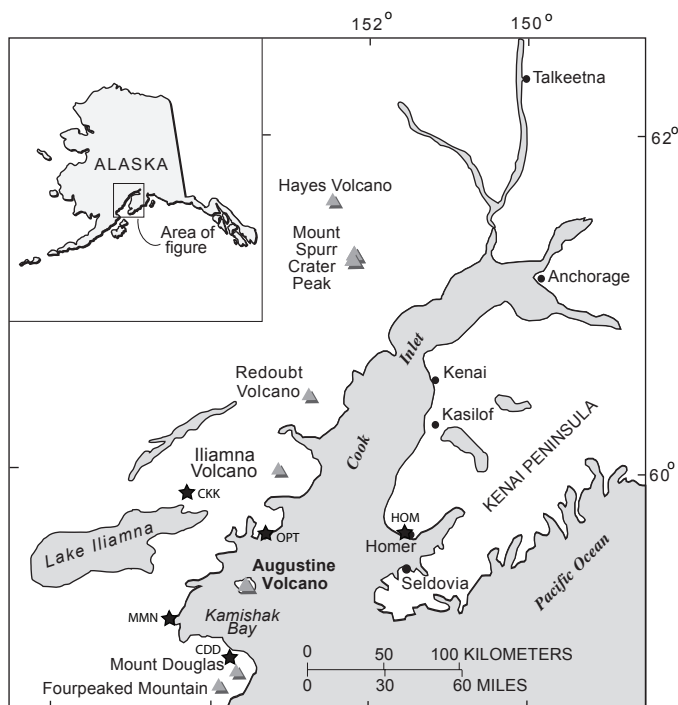 152°
150°
Talkeetna
62°
ALASKA
Area of
figure
Hayes Volcano
Mount
Spurr
Crater
Peak
Anchorage
Inlet
Redoubt
Volcano
Kenai
Kasilof
Cook
KENAI PENINSULA
Iliamna
Volcano
60°
CKK
HOM
Lake Iliamna
OPT
Homer
Pacific Ocean
Augustine
Volcano
Seldovia
MMN
Kamishak
Bay
CDD
0 50 100 KILOMETERS
Mount Douglas
Fourpeaked Mountain
0 30 60 MILES